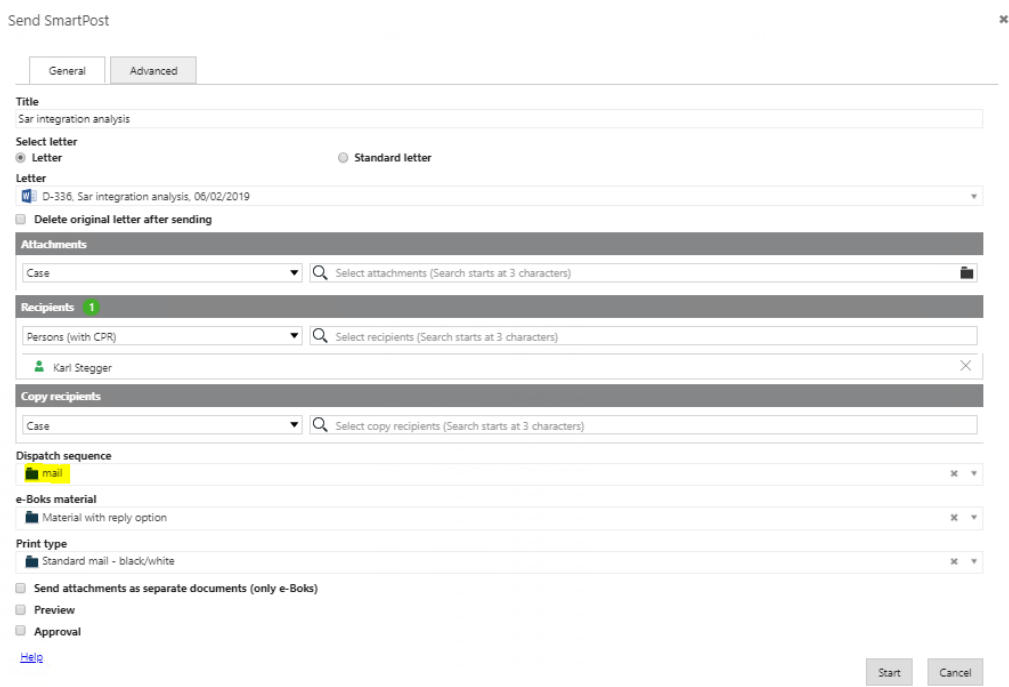 Send SmartPost
General Advanced
Title
Sar integration analysis
Select letter
Letter Standard letter
Letter
D-336, Sar integration analysis, 06/02/2019
Delete original letter after sending
Attachments
Case Select attachments (Search starts at 3 characters)
Recipients 1
Persons (with CPR) Select recipients (Search starts at 3 characters)
Karl Stegger
Copy recipients
Case Select copy recipients (Search starts at 3 characters)
Dispatch sequence
mail
e-Boks material
Material with reply option
Print type
Standard mail - black/white
Send attachments as separate documents (only e-Boks)
Preview
Approval
Help
Start Cancel